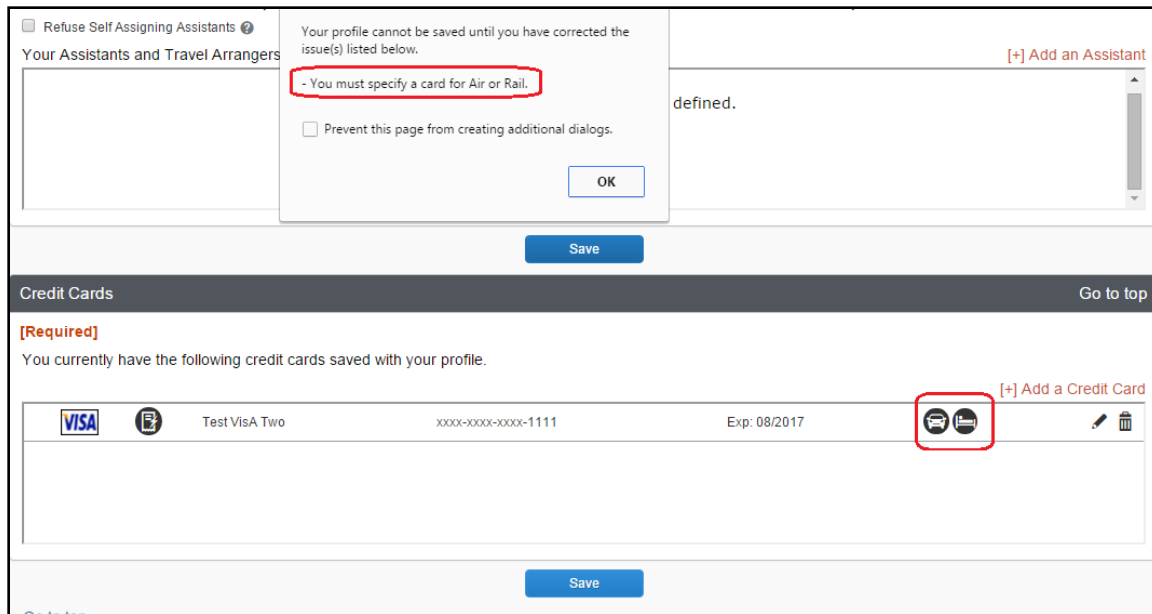 Refuse Self Assigning Assistants ?
Your Assistants and Travel Arrangers
[+] Add an Assistant
defined.
Your profile cannot be saved until you have corrected the
issue(s) listed below.
- You must specify a card for Air or Rail.
Prevent this page from creating additional dialogs.
OK
Save
Credit Cards
Go to top
[Required]
You currently have the following credit cards saved with your profile.
[+] Add a Credit Card
VISA Test VisA Two xxxx-xxxx-xxxx-1111 Exp: 08/2017
Save